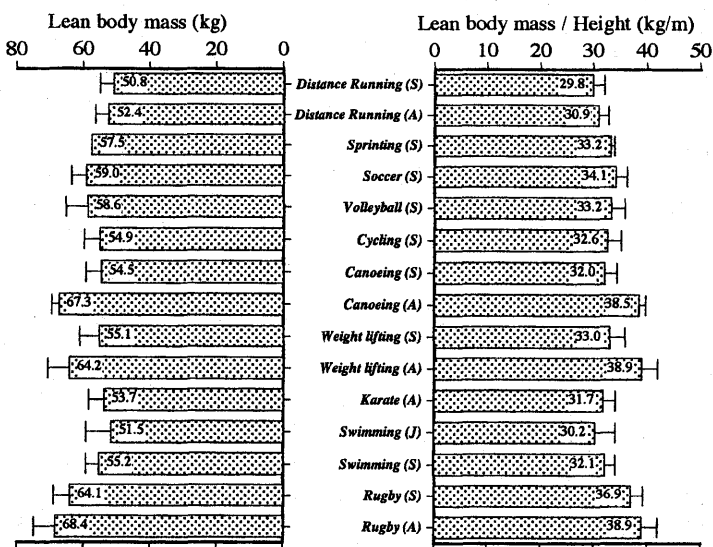 Lean body mass (kg) Lean body mass / Height (kg/m)
80 60 40 20 0 0 10 20 30 40 50
50.8 Distance Running (S) 29.8
52.4 Distance Running (A) 30.9
57.5 Sprinting (S) 33.2
59.0 Soccer (S) 34.1
58.6 Volleyball (S) 33.2
54.9 Cycling (S) 32.6
54.5 Canoeing (S) 32.0
67.3 Canoeing (A) 38.5
55.1 Weight lifting (S) 33.0
64.2 Weight lifting (A) 38.9
53.7 Karate (A) 31.7
51.5 Swimming (J) 30.2
55.2 Swimming (S) 32.1
64.1 Rugby (S) 36.9
68.4 Rugby (A) 38.9